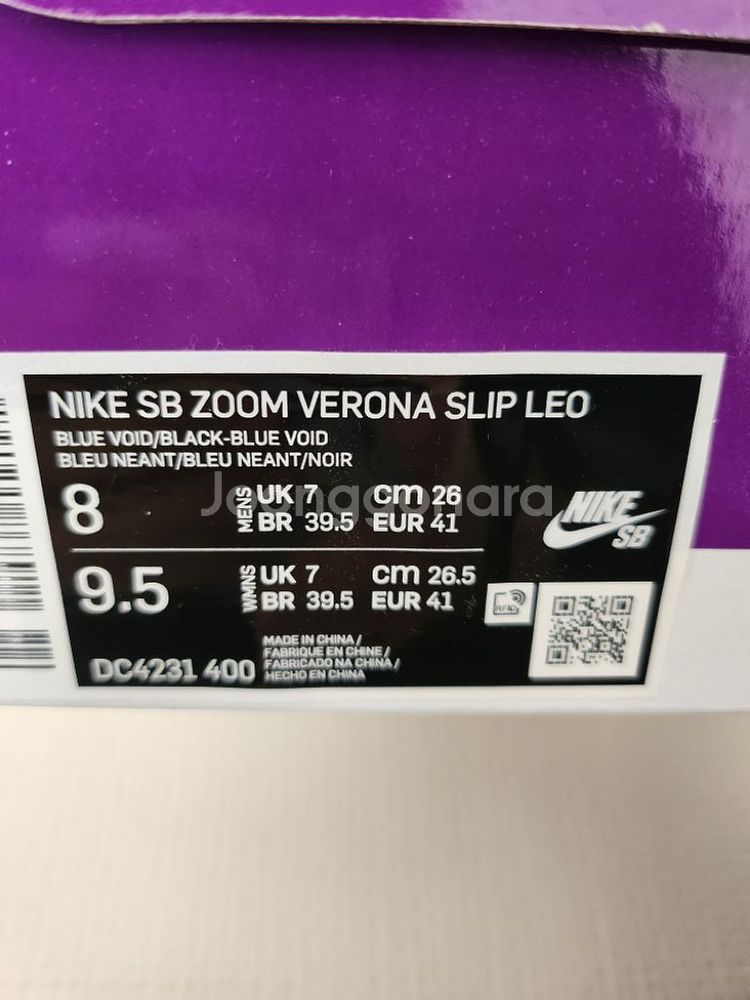 NIKE SB ZOOM VERONA SLIP LEO
BLUE VOID/BLACK-BLUE VOID
BLEU NEANT/BLEU NEANT/NOIR
8 MENS UK 7 cm 26
BR 39.5 EUR 41
9.5 WMNS UK 7 cm 26.5
BR 39.5 EUR 41
DC4231 400
MADE IN CHINA /
FABRIQUE EN CHINE /
FABRICADO NA CHINA /
HECHO EN CHINA
NIKE
SB
RFID
Joonggonara